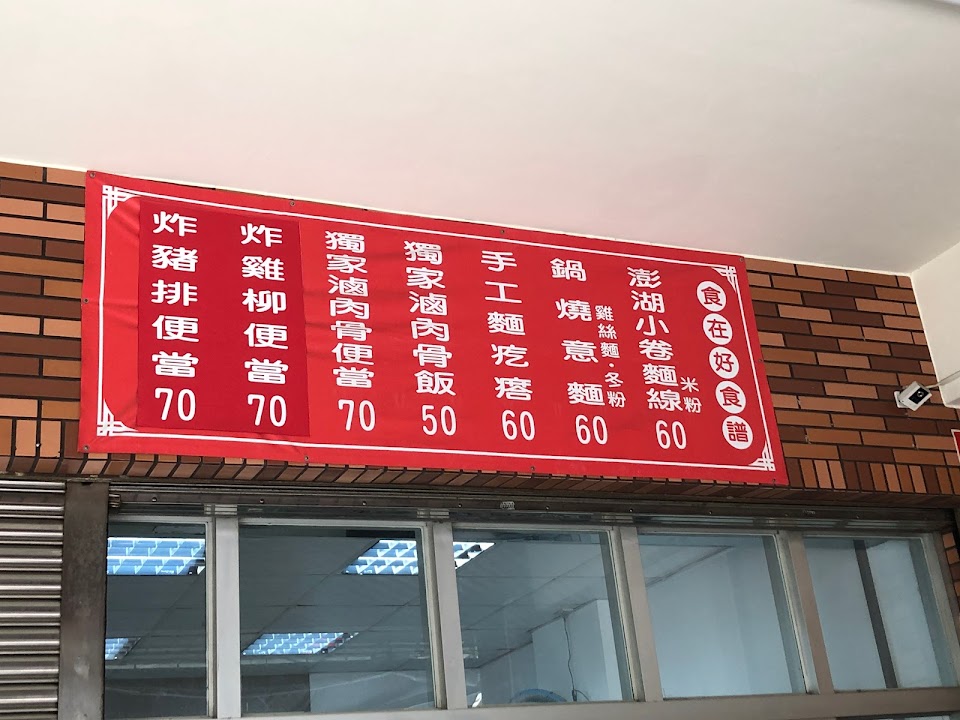 食在好食譜
澎湖小卷麵線 米粉 60
鍋燒意麵 雞絲麵·冬粉 60
手工麵疙瘩 60
獨家滷肉骨飯 50
獨家滷肉骨便當 70
炸雞柳便當 70
炸豬排便當 70